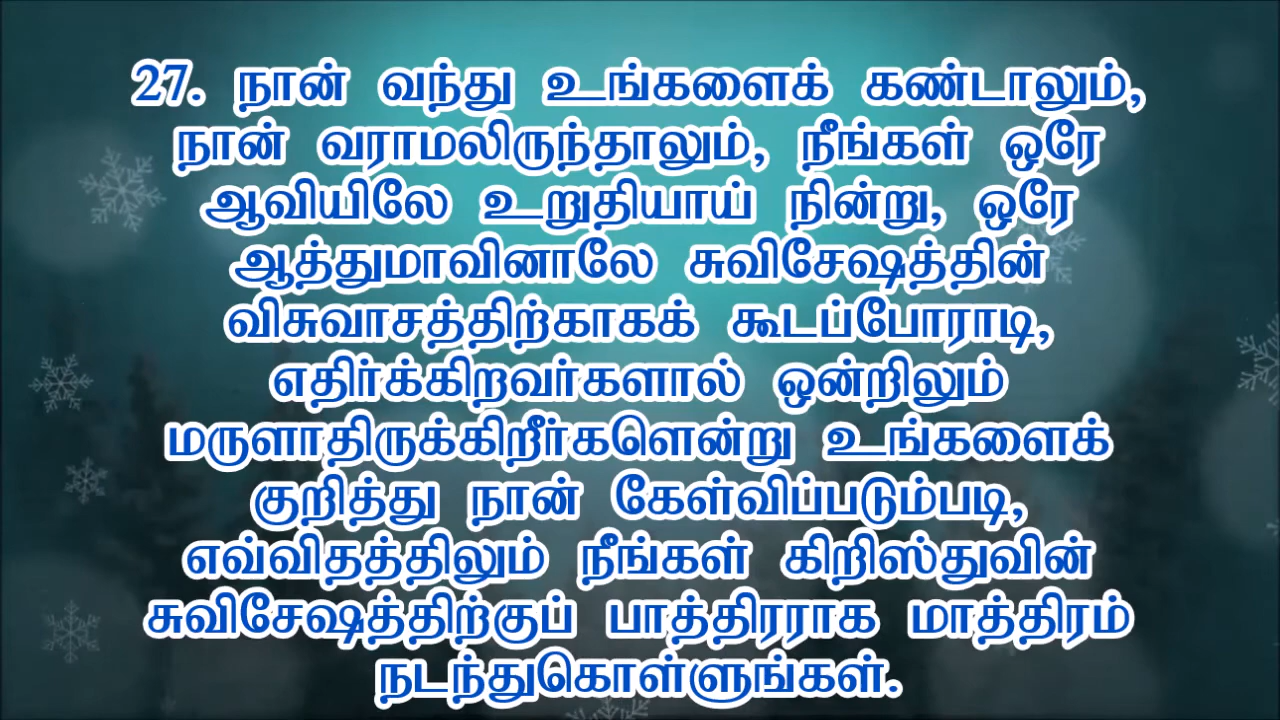 27. நான் வந்து உங்களைக் கண்டாலும்,
நான் வராமலிருந்தாலும், நீங்கள் ஒரே
ஆவியிலே உறுதியாய் நின்று, ஒரே
ஆத்துமாவினாலே சுவிசேஷத்தின்
விசுவாசத்திற்காகக் கூடப்போராடி,
எதிர்க்கிறவர்களால் ஒன்றிலும்
மருளாதிருக்கிறீர்களென்று உங்களைக்
குறித்து நான் கேள்விப்படும்படி,
எவ்விதத்திலும் நீங்கள் கிறிஸ்துவின்
சுவிசேஷத்திற்குப் பாத்திரராக மாத்திரம்
நடந்துகொள்ளுங்கள்.